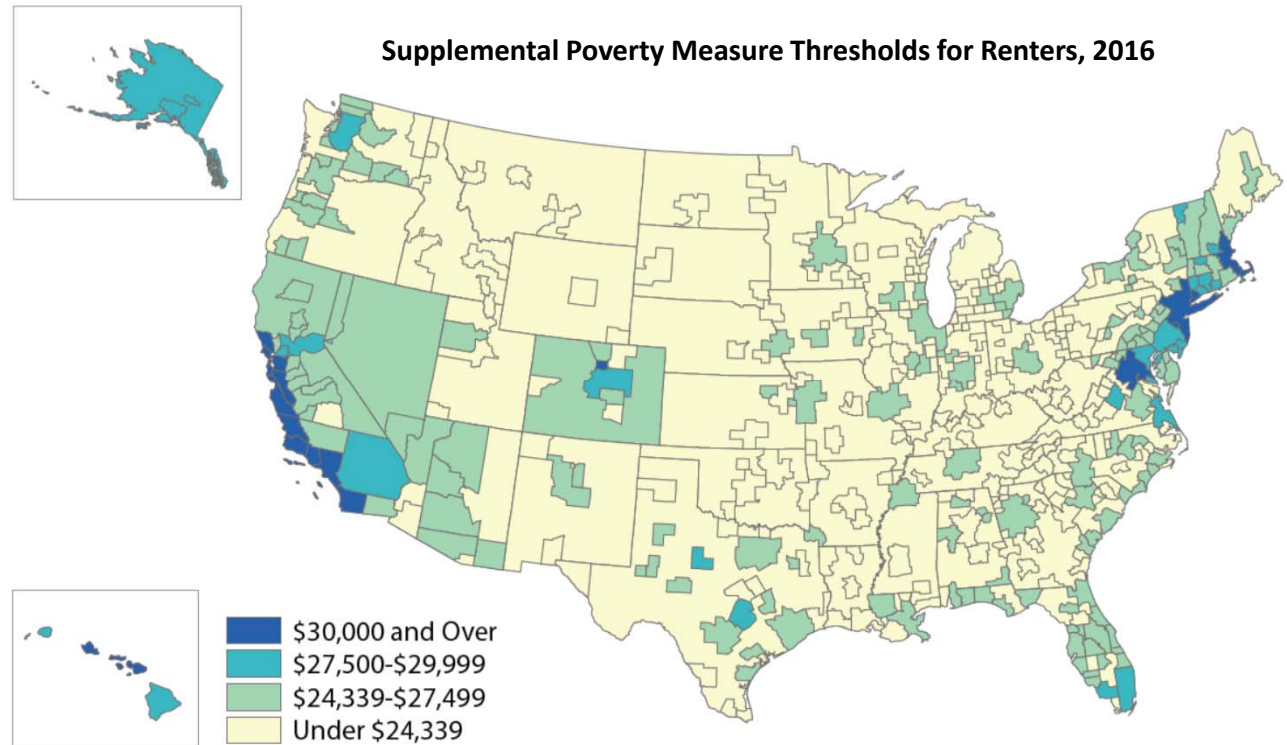 Supplemental Poverty Measure Thresholds for Renters, 2016
$30,000 and Over
$27,500-$29,999
$24,339-$27,499
Under $24,339